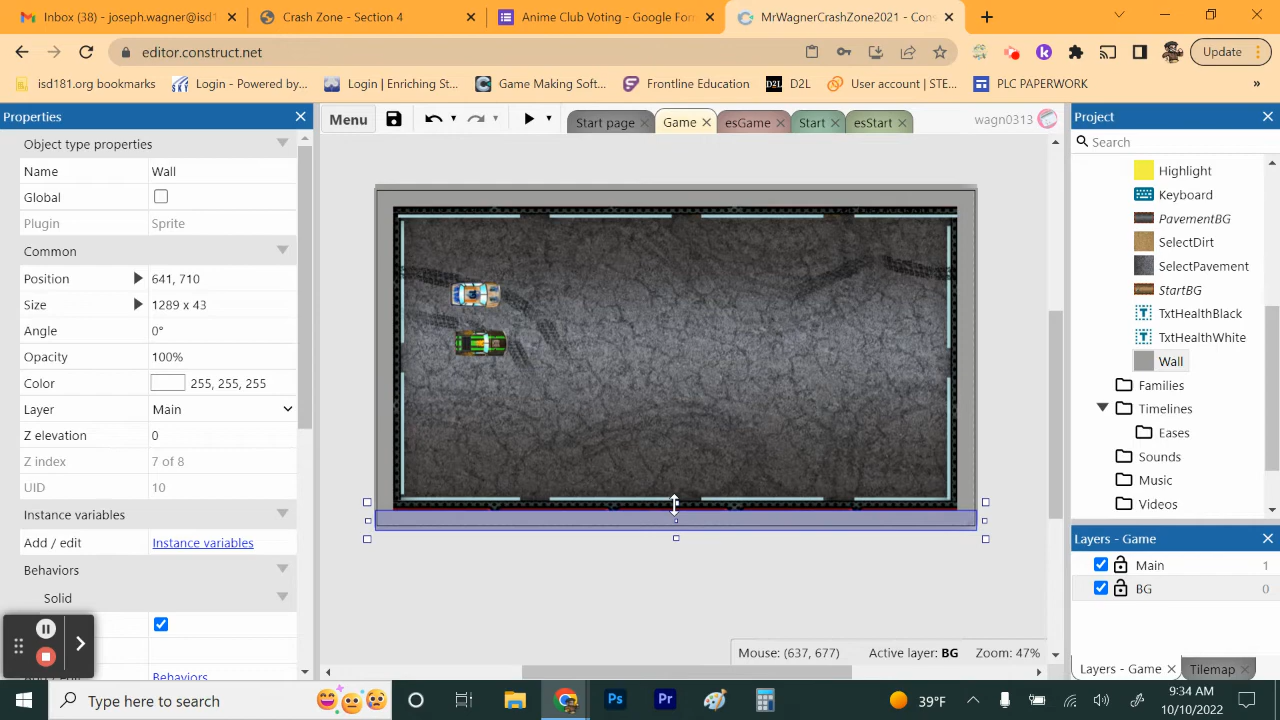 Inbox (38) - joseph.wagner@isd1
Crash Zone - Section 4
Anime Club Voting - Google For
MrWagnerCrashZone2021 - Cons
editor.construct.net
Update
isd181.org bookmarks
Login - Powered by...
Login | Enriching St...
Game Making Soft...
Frontline Education
D2L
D2L
User account / STE...
PLC PAPERWORK
»
Properties
Menu
Start page
Game
esGame
Start
esStart
wagn0313
Project
Object type properties
Search
Name Wall
Highlight
Global
Keyboard
Plugin Sprite
PavementBG
Common
SelectDirt
Position 641, 710
SelectPavement
Size 1289 x 43
StartBG
Angle 0°
TxtHealthBlack
Opacity 100%
TxtHealthWhite
Color 255, 255, 255
Wall
Layer Main
Families
Z elevation 0
Timelines
Z index 7 of 8
Eases
UID 10
Sounds
Instance variables
Music
Add / edit Instance variables
Videos
Behaviors
Layers - Game
Solid
Main 1
BG 0
Behaviors
Mouse: (637, 677) Active layer: BG Zoom: 47%
Layers - Game
Tilemap
Type here to search
Ps
Pr
39°F
9:34 AM
10/10/2022